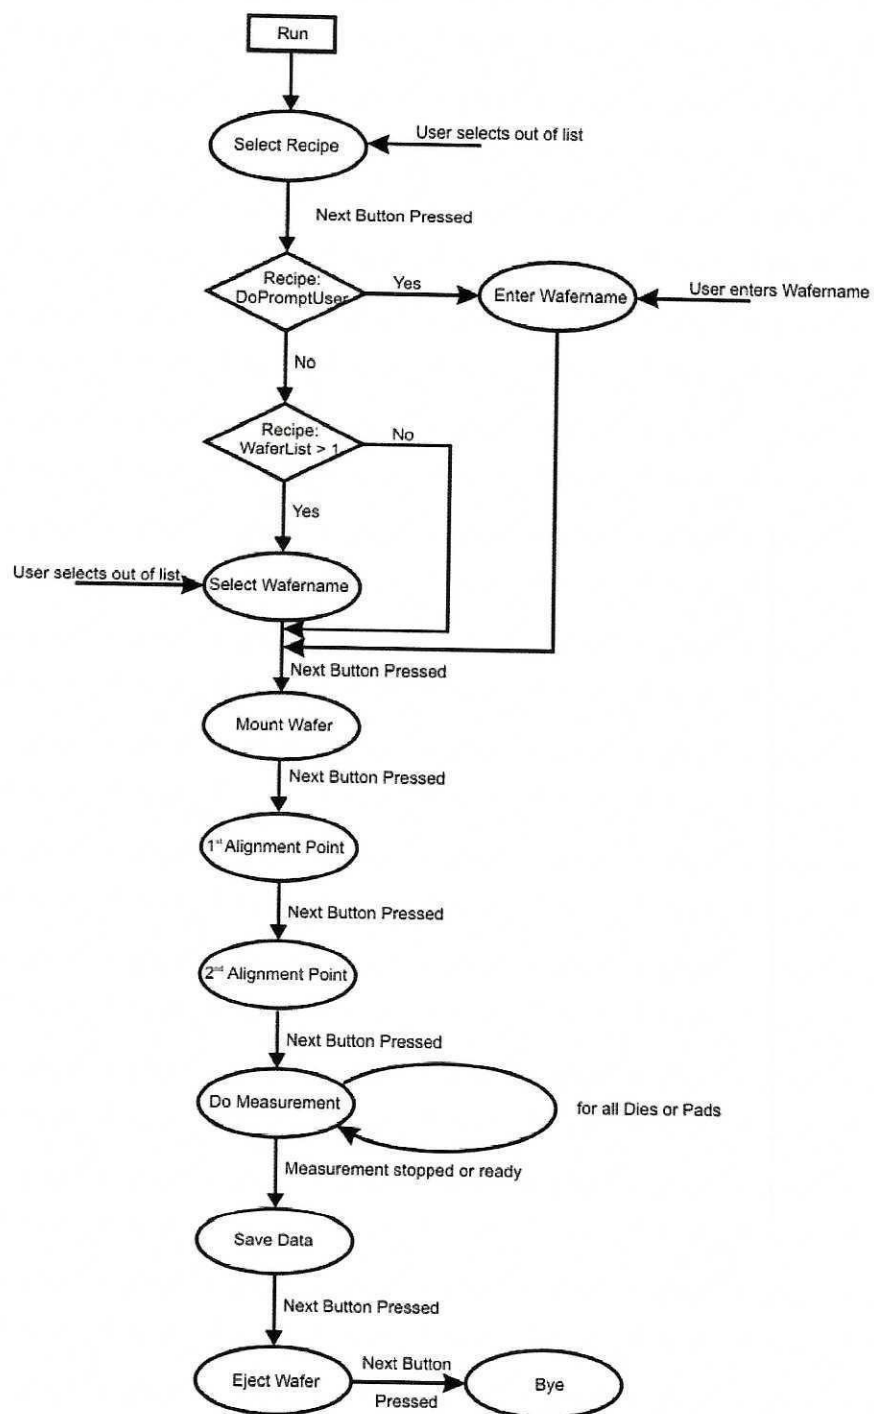 Run
Select Recipe
User selects out of list
Next Button Pressed
Recipe:
DoPromptUser
Yes
Enter Wafername
User enters Wafername
No
Recipe:
WaferList > 1
No
Yes
User selects out of list
Select Wafername
Next Button Pressed
Mount Wafer
Next Button Pressed
1st Alignment Point
Next Button Pressed
2nd Alignment Point
Next Button Pressed
Do Measurement
for all Dies or Pads
Measurement stopped or ready
Save Data
Next Button Pressed
Eject Wafer
Next Button
Pressed
Bye